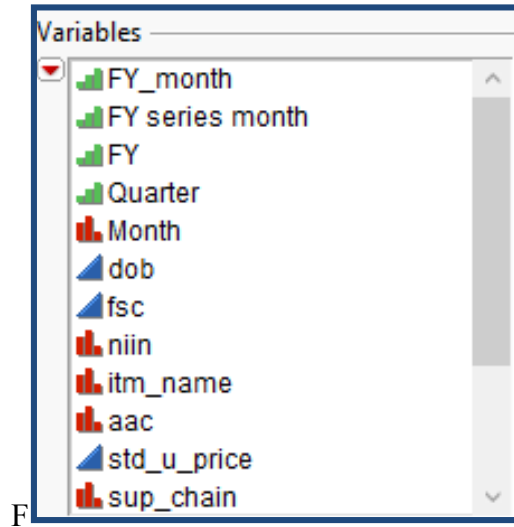 Variables
FY_month
FY series month
FY
Quarter
Month
dob
fsc
niin
itm_name
aac
std_u_price
sup_chain
F